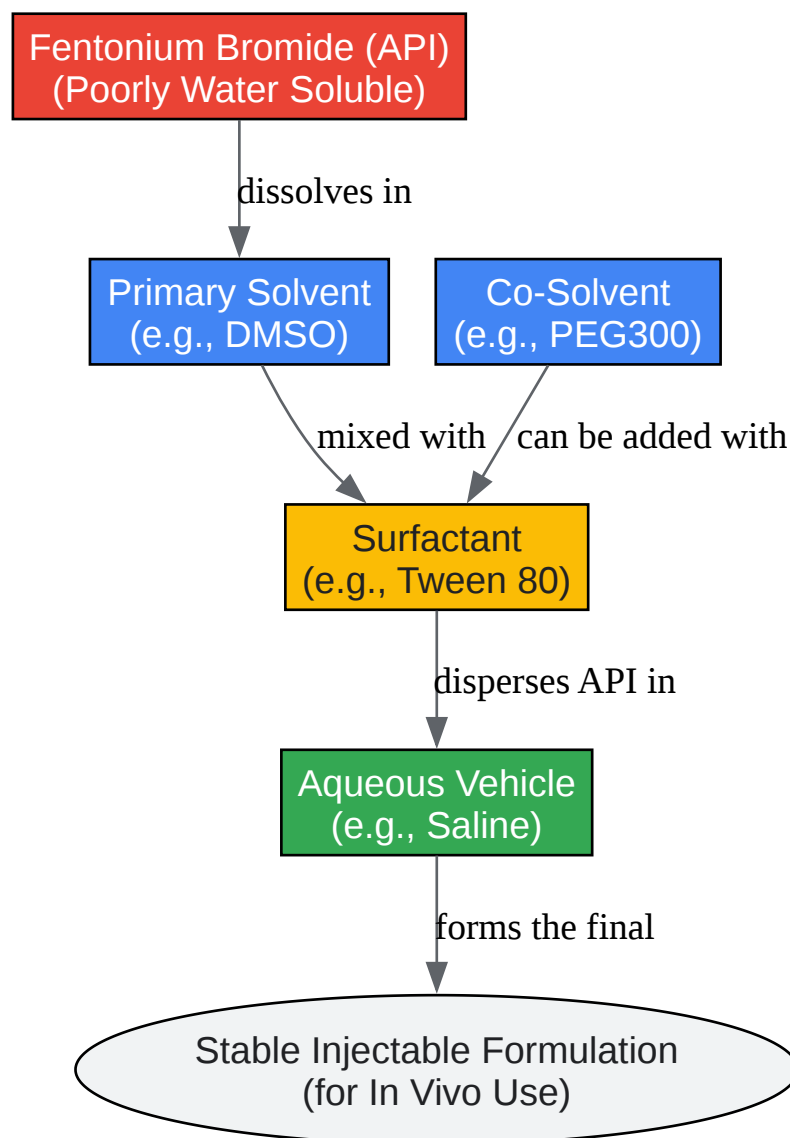 Fentonium Bromide (API)
(Poorly Water Soluble)
dissolves in
Primary Solvent
(e.g., DMSO)
Co-Solvent
(e.g., PEG300)
mixed with
can be added with
Surfactant
(e.g., Tween 80)
disperses API in
Aqueous Vehicle
(e.g., Saline)
forms the final
Stable Injectable Formulation
(for In Vivo Use)